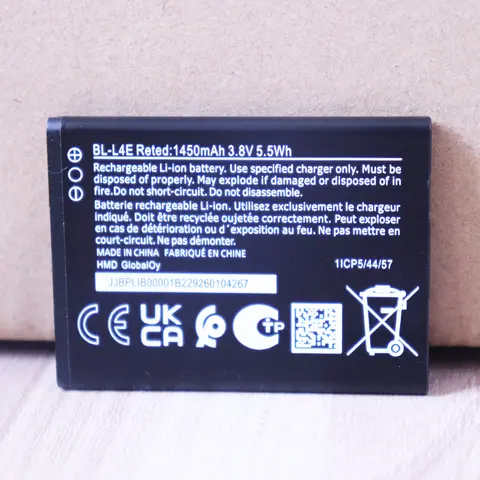 BL-L4E Reted:1450mAh 3.8V 5.5Wh
Rechargeable Li-ion battery. Use specified charger only. Must be
disposed of properly. May explode if damaged or disposed of
in fire.Do not short-circuit. Do not disassemble.
Batterie rechargeable Li-ion. Utilisez exclusivement le chargeur
indiqué. Doit être recyclée oujetée correctement. Peut exploser
en cas de détérioration ou d´exposition au feu. Ne pas mettre en
court-circuit. Ne pas démonter.
MADE IN CHINA FABRIQUÉ EN CHINE
HMD GlobalOy 1ICP5/44/57
JJBPLIB00001B229260104267
CE UK CA TP